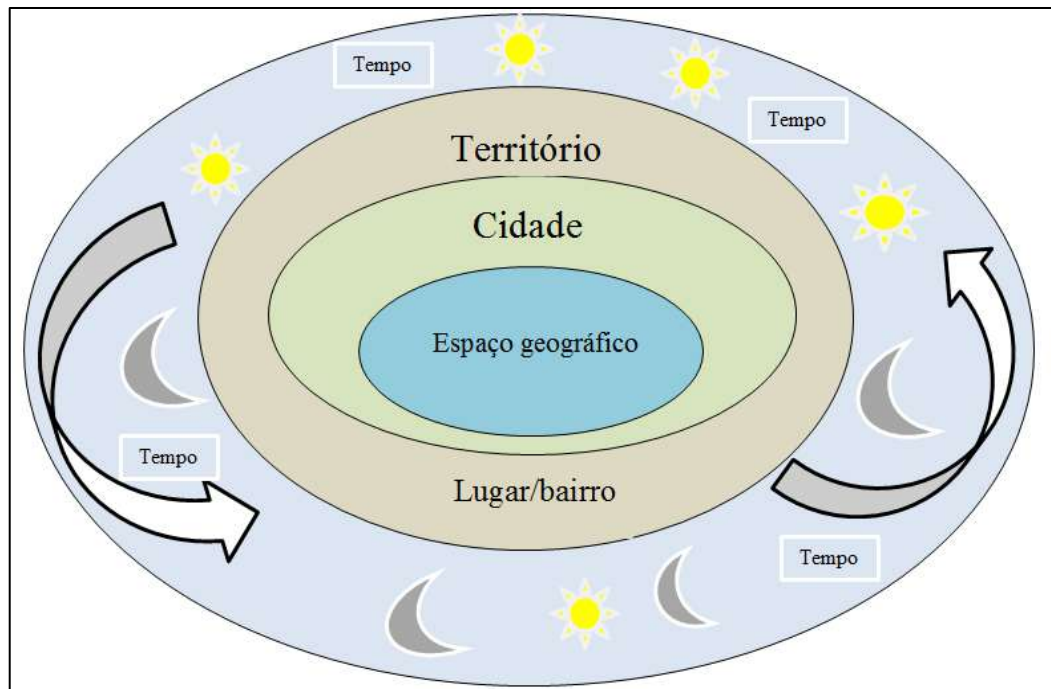 Tempo
Tempo
Território
Cidade
Espaço geográfico
Tempo
Lugar/bairro
Tempo